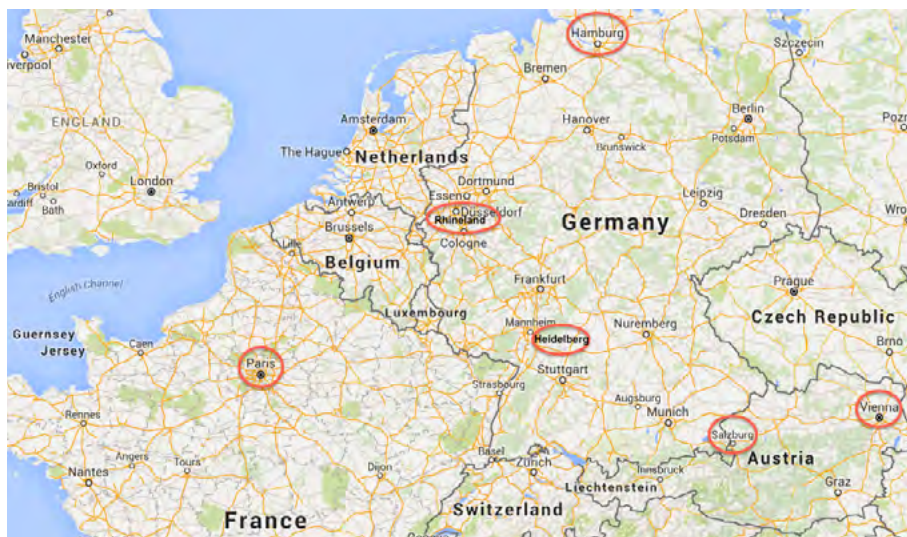 Hamburg
Manchester
Szczecin
Bremen
Berlin
Amsterdam
Hanover
ENGLAND
Potsdam
Brunswick
The Hague
Netherlands
Oxford
London
Dortmund
Essen
Leipzig
Bristol
Bath
Antwerp
Düsseldorf
Rhineland
Germany
Dresden
Brussels
Cologne
Lille
Belgium
Frankfurt
Prague
English Channel
Luxembourg
Czech Republic
Mannheim
Nuremberg
Guernsey
Jersey
Heidelberg
Caen
Brno
Paris
Stuttgart
Strasbourg
Augsburg
Munich
Vienna
Rennes
Salzburg
Angers
Tours
Dijon
Basel
Zürich
Austria
Nantes
Innsbruck
Liechtenstein
Graz
Switzerland
France